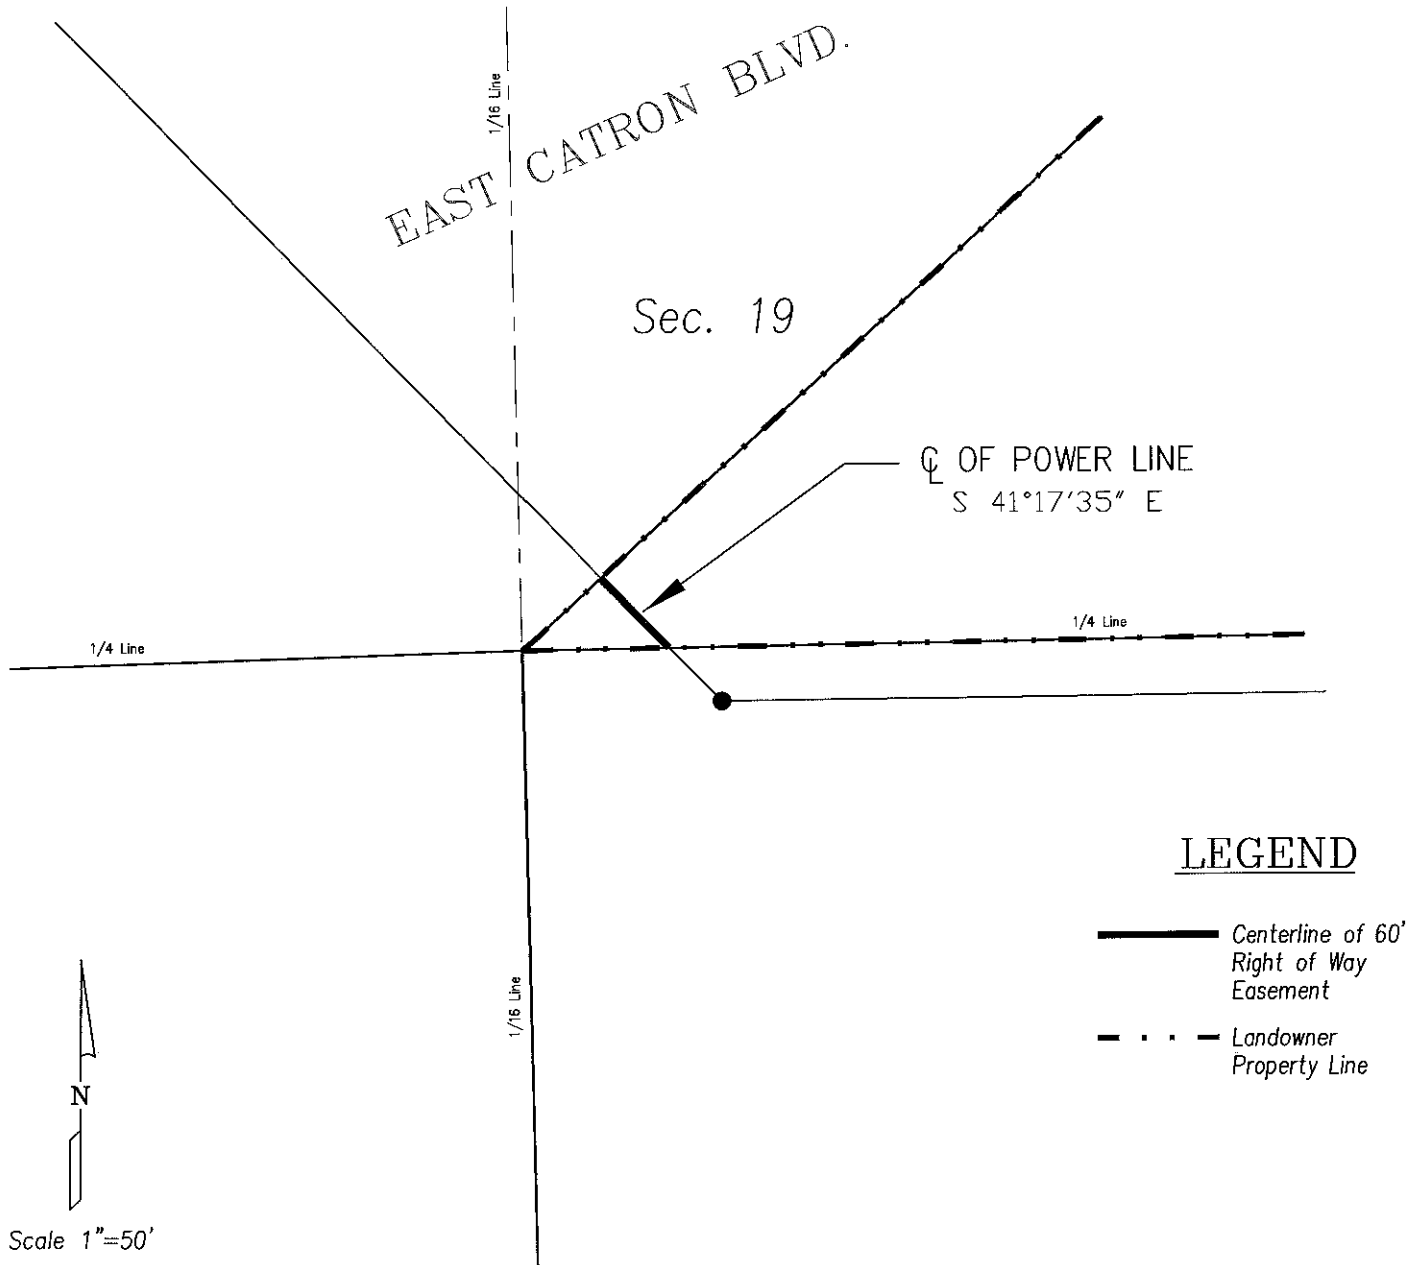 1/16 Line
EAST CATRON BLVD.
Sec. 19
℄ OF POWER LINE
S 41°17'35" E
1/4 Line
1/4 Line
LEGEND
Centerline of 60'
Right of Way
Easement
Landowner
Property Line
1/16 Line
N
Scale 1"=50'